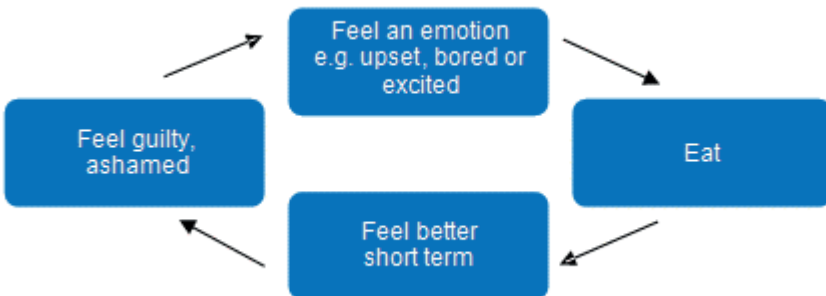 Feel an emotion
e.g. upset, bored or
excited
Eat
Feel better
short term
Feel guilty,
ashamed